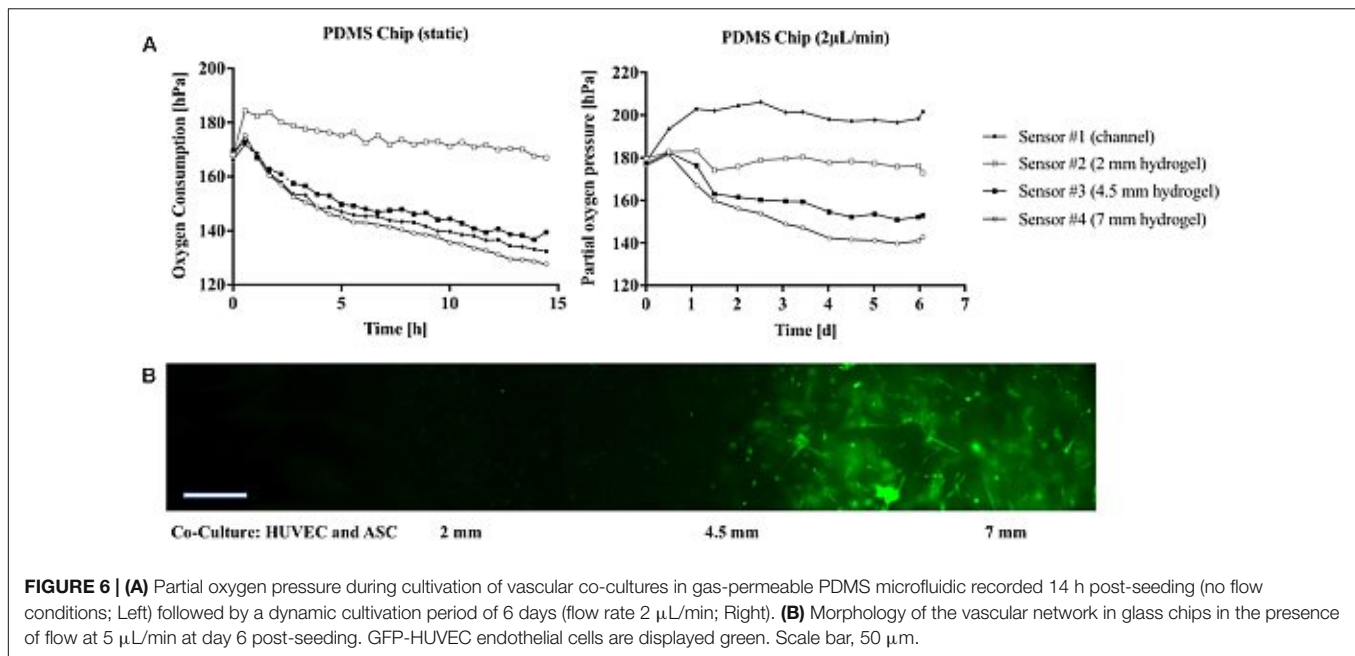 A
PDMS Chip (static)
Oxygen Consumption [hPa]
200
180
160
140
120
0
5
10
15
Time [h]
PDMS Chip (2µL/min)
Partial oxygen pressure [hPa]
220
200
180
160
140
120
0
1
2
3
4
5
6
7
Time [d]
Sensor #1 (channel)
Sensor #2 (2 mm hydrogel)
Sensor #3 (4.5 mm hydrogel)
Sensor #4 (7 mm hydrogel)
B
Co-Culture: HUVEC and ASC 2 mm 4.5 mm 7 mm
FIGURE 6 | (A) Partial oxygen pressure during cultivation of vascular co-cultures in gas-permeable PDMS microfluidic recorded 14 h post-seeding (no flow
conditions; Left) followed by a dynamic cultivation period of 6 days (flow rate 2 µL/min; Right). (B) Morphology of the vascular network in glass chips in the presence
of flow at 5 µL/min at day 6 post-seeding. GFP-HUVEC endothelial cells are displayed green. Scale bar, 50 µm.